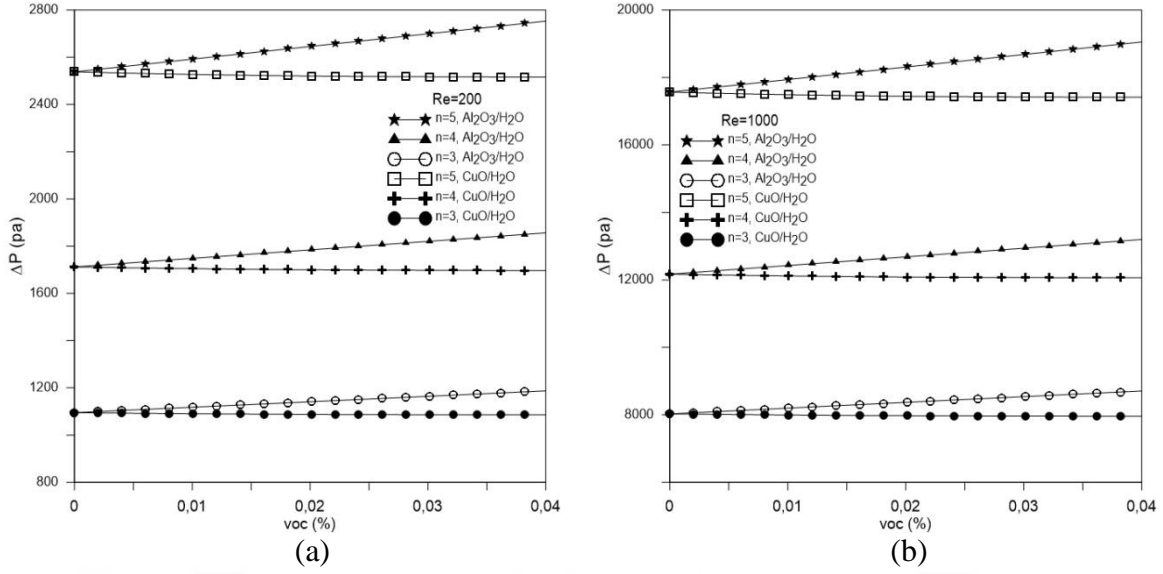 2800
2400
2000
1600
1200
800
ΔP (pa)
Re=200
n=5, Al2O3/H2O
n=4, Al2O3/H2O
n=3, Al2O3/H2O
n=5, CuO/H2O
n=4, CuO/H2O
n=3, CuO/H2O
0 0,01 0,02 0,03 0,04
voc (%)
(a)
20000
16000
12000
8000
ΔP (pa)
Re=1000
n=5, Al2O3/H2O
n=4, Al2O3/H2O
n=3, Al2O3/H2O
n=5, CuO/H2O
n=4, CuO/H2O
n=3, CuO/H2O
0 0,01 0,02 0,03 0,04
voc (%)
(b)